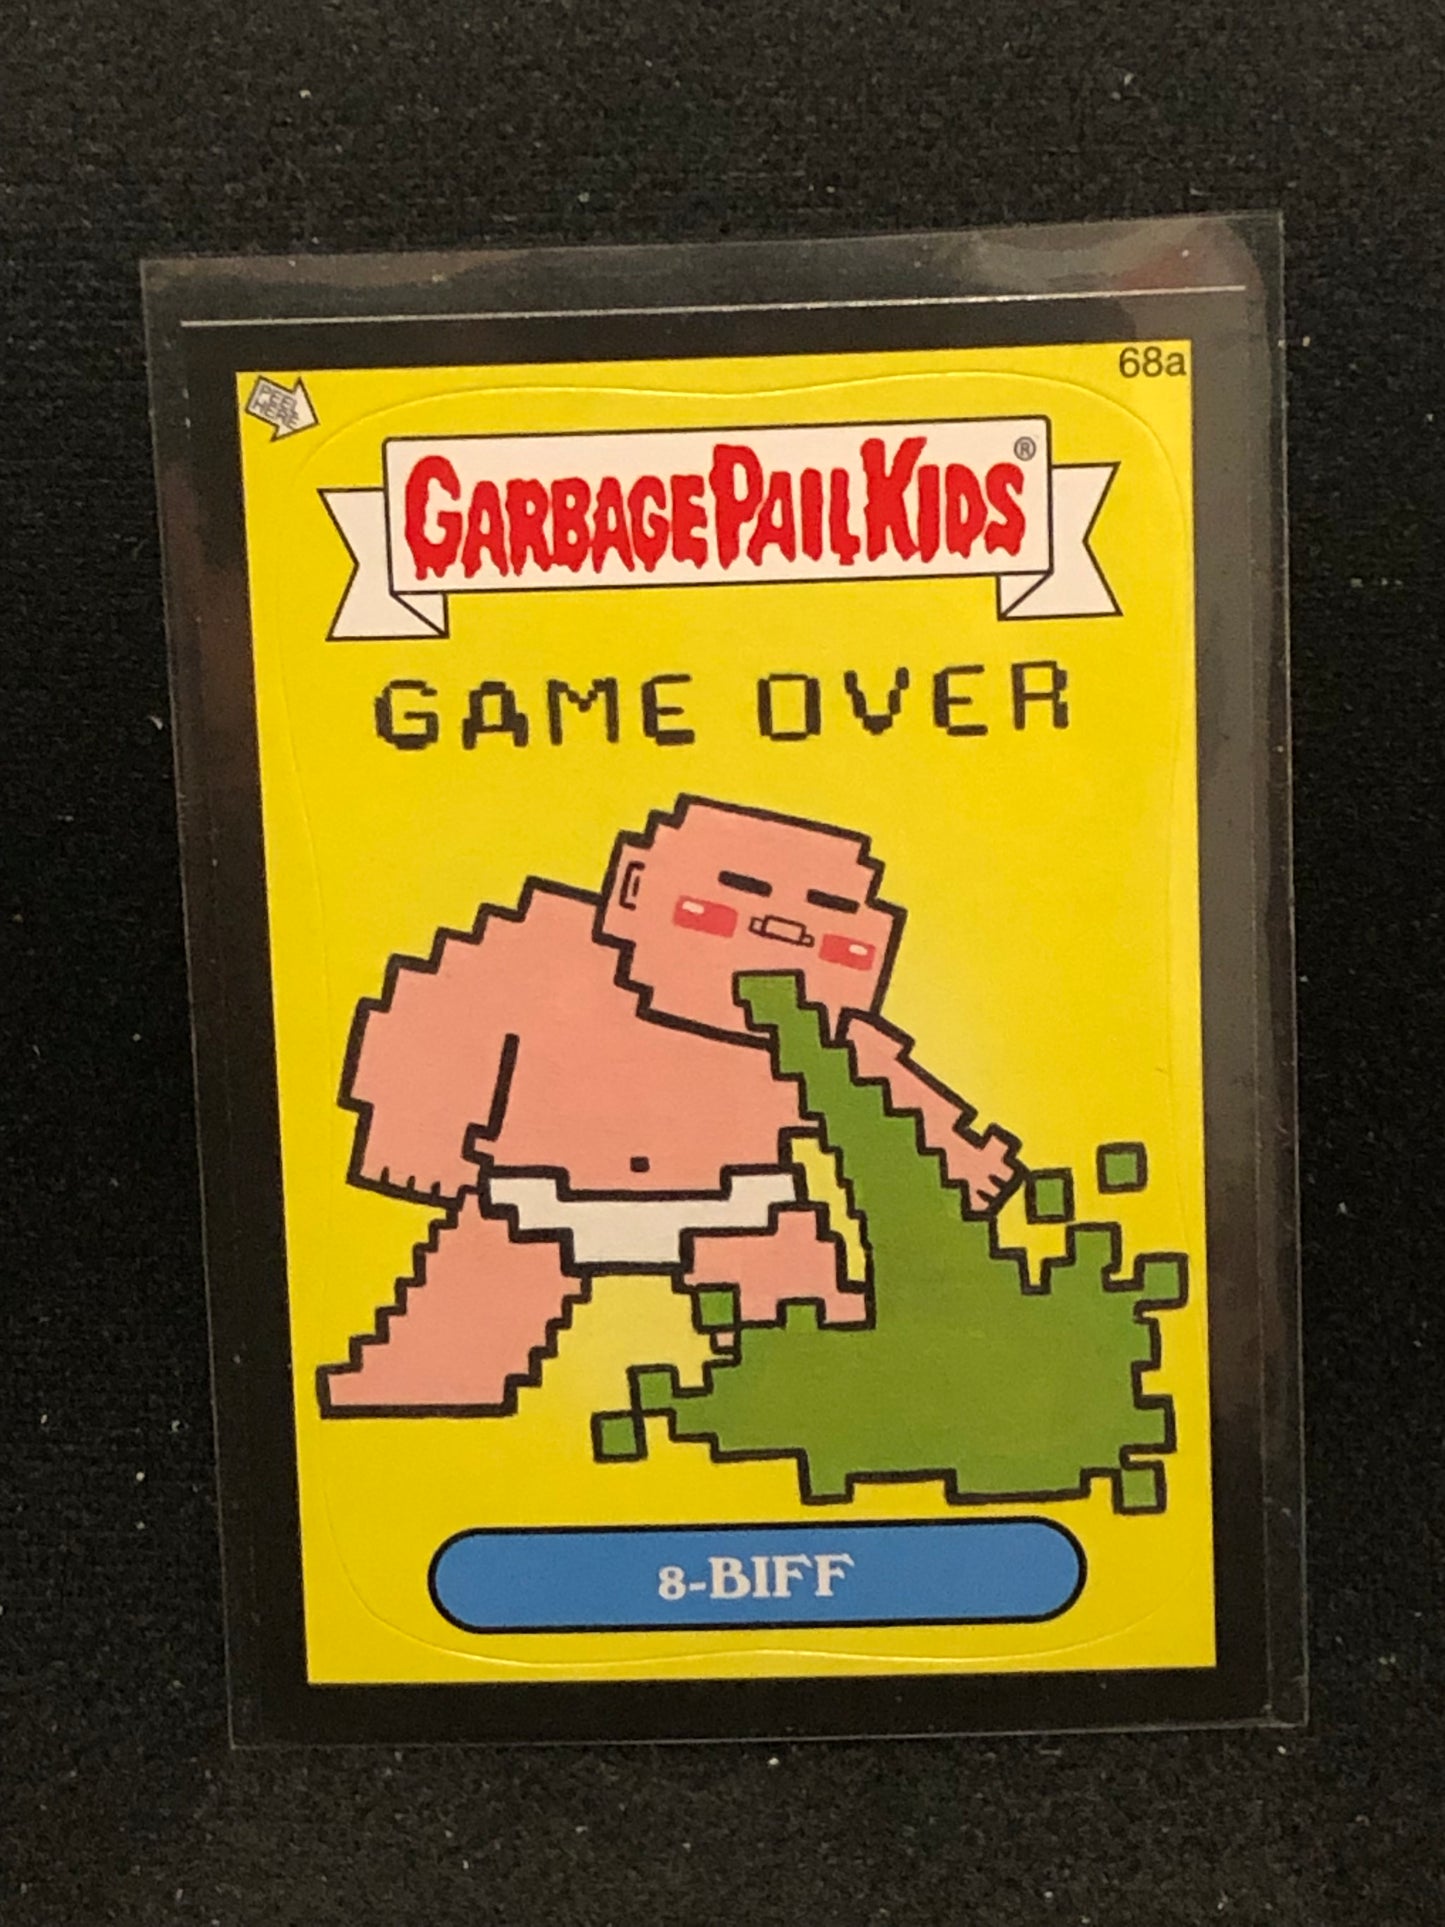 68a
PEEL
HERE
GARBAGE PAIL KIDS®
GAME OVER
8-BIFF